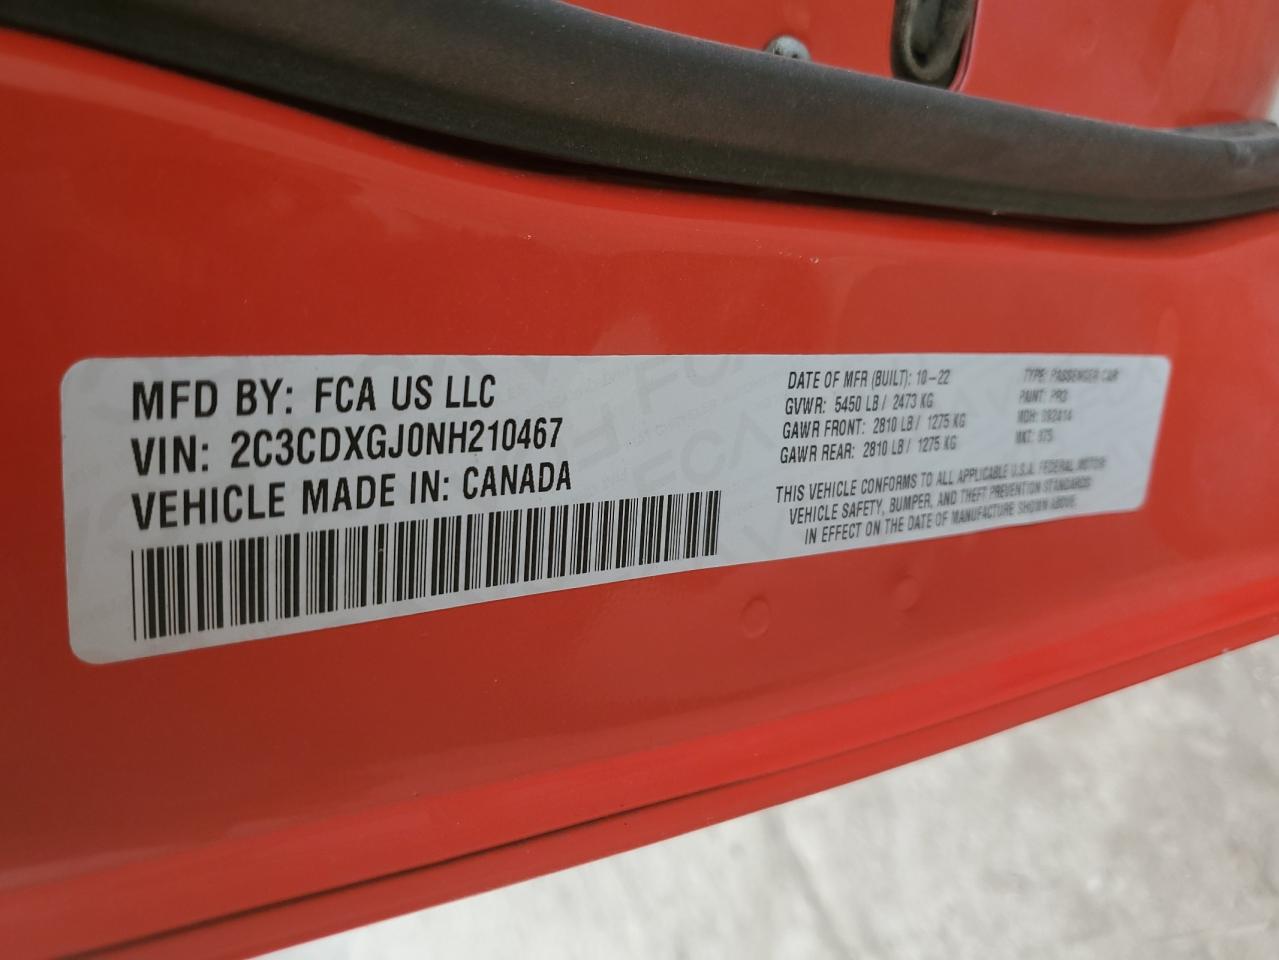 MFD BY: FCA US LLC
VIN: 2C3CDXGJ0NH210467
VEHICLE MADE IN: CANADA
DATE OF MFR (BUILT): 10-22
GVWR: 5450 LB / 2473 KG
GAWR FRONT: 2810 LB / 1275 KG
GAWR REAR: 2810 LB / 1275 KG
TYPE: PASSENGER CAR
PAINT: PR3
MDH: 092414
MKT:
THIS VEHICLE CONFORMS TO ALL APPLICABLE U.S.A. FEDERAL MOTOR
VEHICLE SAFETY, BUMPER, AND THEFT PREVENTION STANDARDS
IN EFFECT ON THE DATE OF MANUFACTURE SHOWN ABOVE.